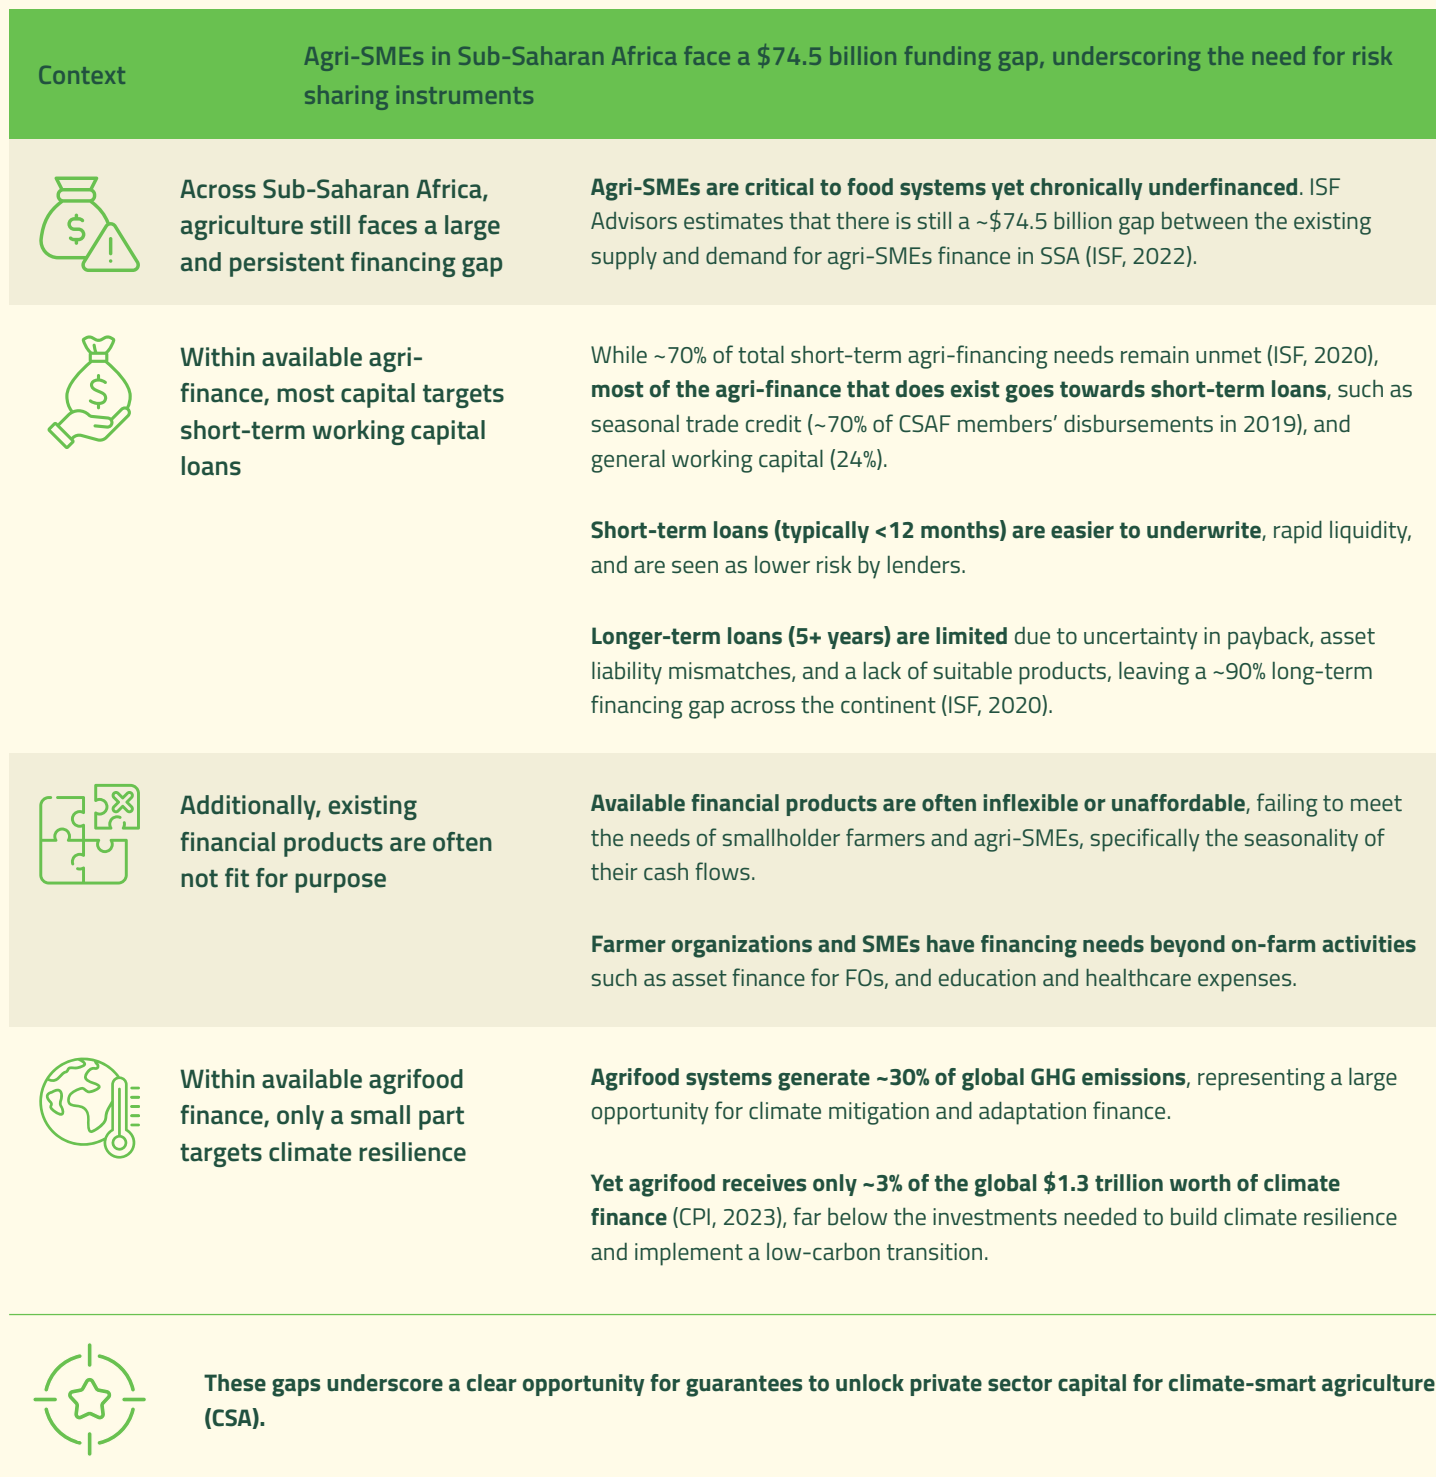 Context
Agri-SMEs in Sub-Saharan Africa face a $74.5 billion funding gap, underscoring the need for risk
sharing instruments
Across Sub-Saharan Africa,
agriculture still faces a large
and persistent financing gap
Agri-SMEs are critical to food systems yet chronically underfinanced. ISF
Advisors estimates that there is still a ~$74.5 billion gap between the existing
supply and demand for agri-SMEs finance in SSA (ISF, 2022).
Within available agri-
finance, most capital targets
short-term working capital
loans
While ~70% of total short-term agri-financing needs remain unmet (ISF, 2020),
most of the agri-finance that does exist goes towards short-term loans, such as
seasonal trade credit (~70% of CSAF members’ disbursements in 2019), and
general working capital (24%).
Short-term loans (typically <12 months) are easier to underwrite, rapid liquidity,
and are seen as lower risk by lenders.
Longer-term loans (5+ years) are limited due to uncertainty in payback, asset
liability mismatches, and a lack of suitable products, leaving a ~90% long-term
financing gap across the continent (ISF, 2020).
Additionally, existing
financial products are often
not fit for purpose
Available financial products are often inflexible or unaffordable, failing to meet
the needs of smallholder farmers and agri-SMEs, specifically the seasonality of
their cash flows.
Farmer organizations and SMEs have financing needs beyond on-farm activities
such as asset finance for FOs, and education and healthcare expenses.
Within available agrifood
finance, only a small part
targets climate resilience
Agrifood systems generate ~30% of global GHG emissions, representing a large
opportunity for climate mitigation and adaptation finance.
Yet agrifood receives only ~3% of the global $1.3 trillion worth of climate
finance (CPI, 2023), far below the investments needed to build climate resilience
and implement a low-carbon transition.
These gaps underscore a clear opportunity for guarantees to unlock private sector capital for climate-smart agriculture
(CSA).